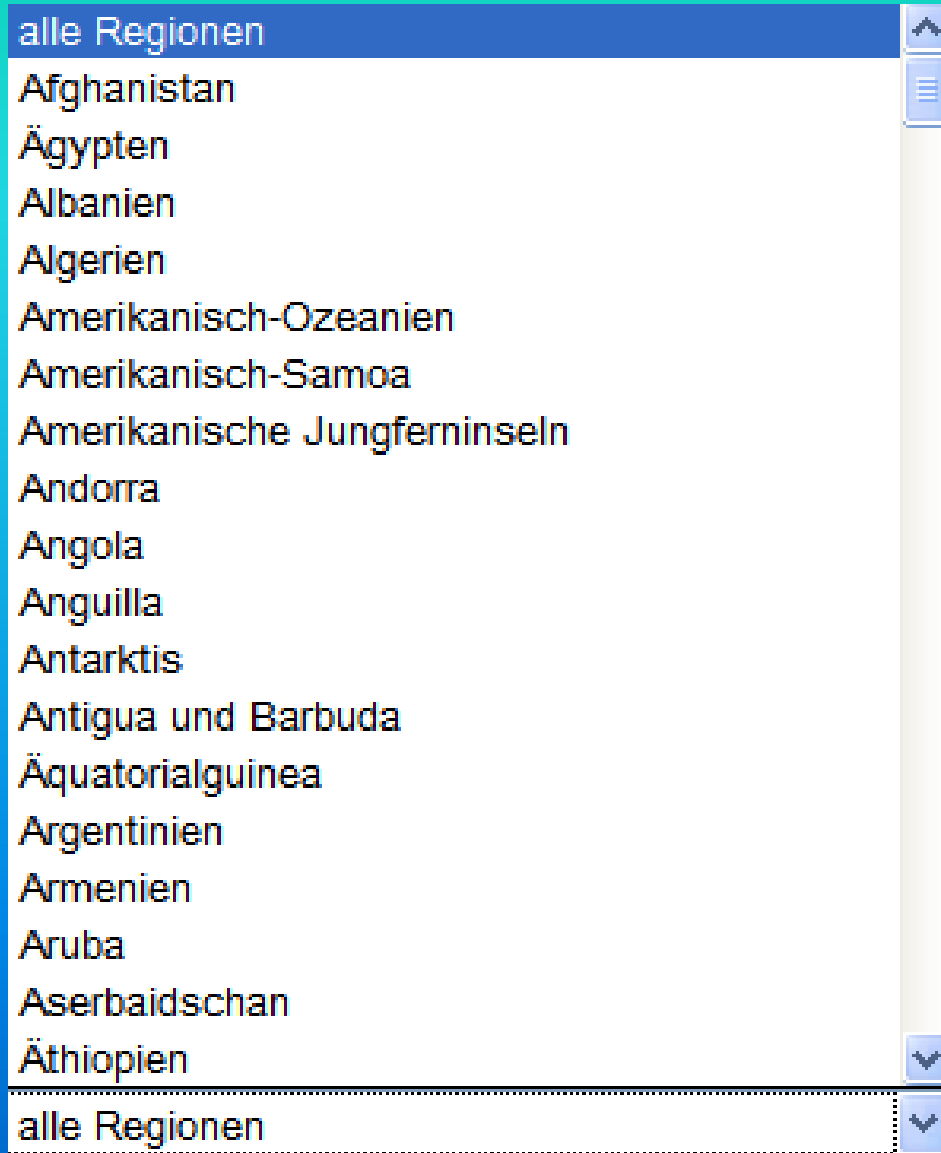 alle Regionen
Afghanistan
Ägypten
Albanien
Algerien
Amerikanisch-Ozeanien
Amerikanisch-Samoa
Amerikanische Jungferninseln
Andorra
Angola
Anguilla
Antarktis
Antigua und Barbuda
Äquatorialguinea
Argentinien
Armenien
Aruba
Aserbaidschan
Äthiopien
alle Regionen